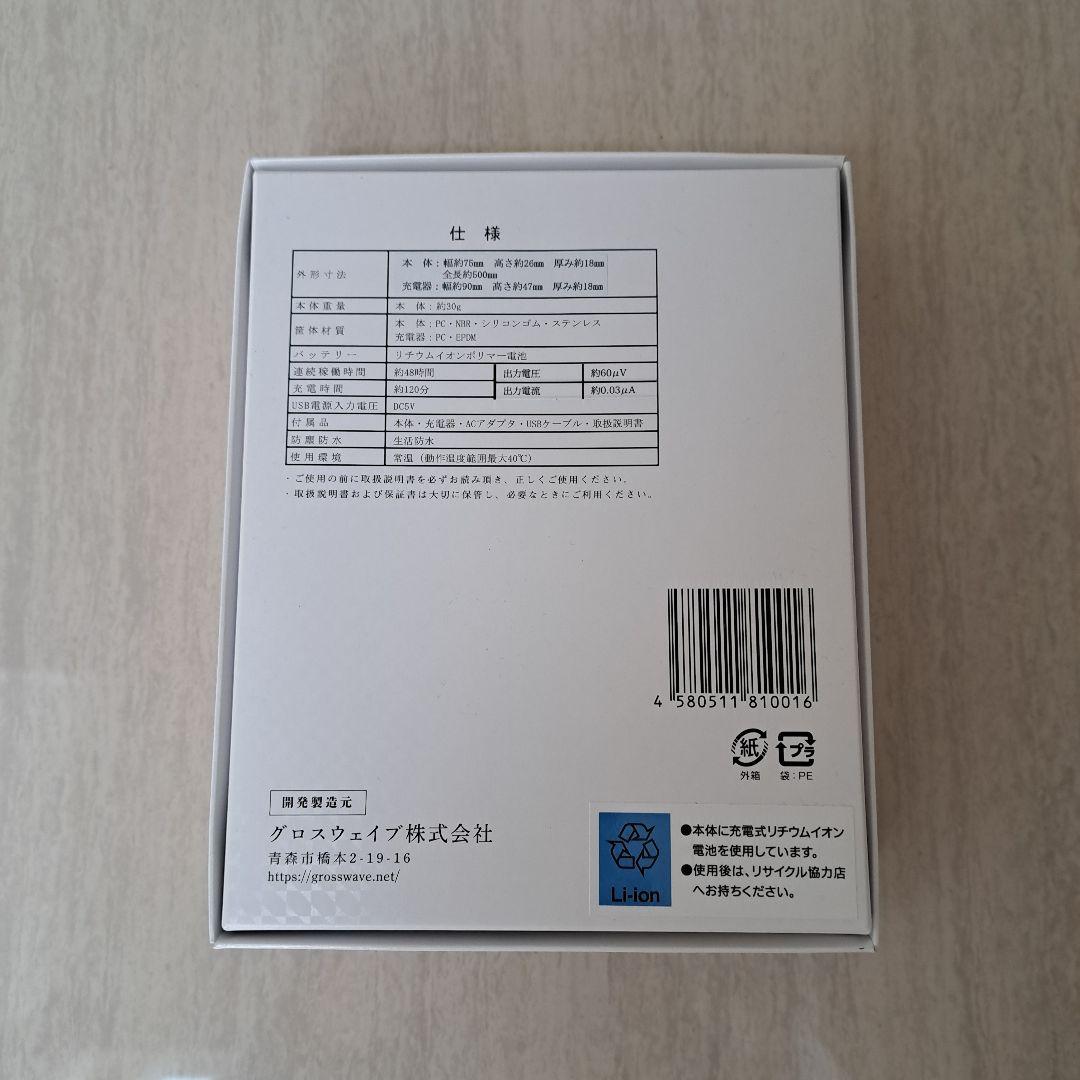 仕 様
外形寸法 本 体：幅約75㎜ 高さ約26㎜ 厚み約18㎜
全長約500㎜
充電器：幅約90㎜ 高さ約47㎜ 厚み約18㎜
本体重量 本 体：約30g
筐体材質 本 体：PC・NBR・シリコンゴム・ステンレス
充電器：PC・EPDM
バッテリー リチウムイオンポリマー電池
連続稼働時間 約48時間 出力電圧 約60μV
充電時間 約120分 出力電流 約0.03μA
USB電源入力電圧 DC5V
付属品 本体・充電器・ACアダプタ・USBケーブル・取扱説明書
防塵防水 生活防水
使用環境 常温（動作温度範囲最大40℃）
・ご使用の前に取扱説明書を必ずお読み頂き、正しくご使用ください。
・取扱説明書および保証書は大切に保管し、必要なときにご利用ください。
4 580511 810016
紙 プラ
外箱 袋：PE
開発製造元
グロスウェイブ株式会社
青森市橋本2-19-16
https://grosswave.net/
●本体に充電式リチウムイオン
電池を使用しています。
●使用後は、リサイクル協力店
へお持ちください。
Li-ion